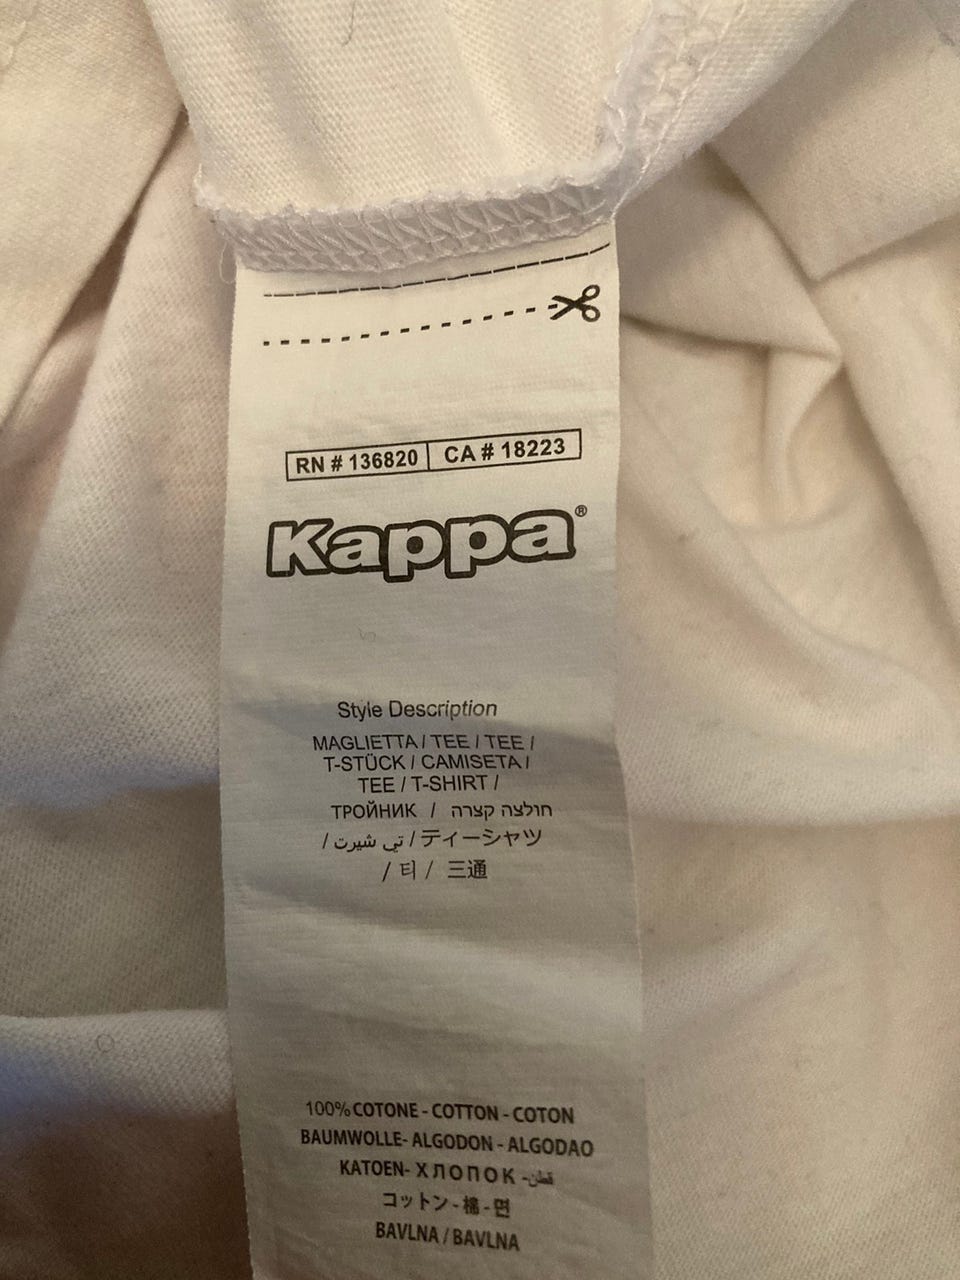 RN # 136820 CA # 18223
Kappa®
Style Description
MAGLIETTA / TEE / TEE /
T-STÜCK / CAMISETA /
TEE / T-SHIRT /
ТРОЙНИК / חולצה קצרה
/ تي شيرت / ティーシャツ
/ 티 / 三通
100% COTONE - COTTON - COTON
BAUMWOLLE- ALGODON - ALGODAO
KATOEN- ХЛОПОК -قطن
コットン - 棉 - 면
BAVLNA / BAVLNA